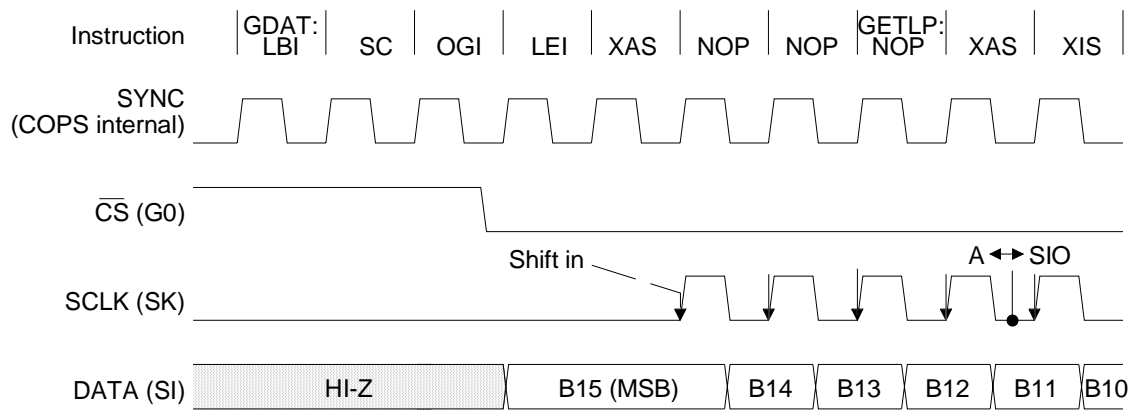 Instruction
GDAT:
LBI SC OGI LEI XAS NOP NOP GETLP:
NOP XAS XIS
SYNC
(COPS internal)
CS (G0)
Shift in
A SIO
SCLK (SK)
DATA (SI)
HI-Z B15 (MSB) B14 B13 B12 B11 B10